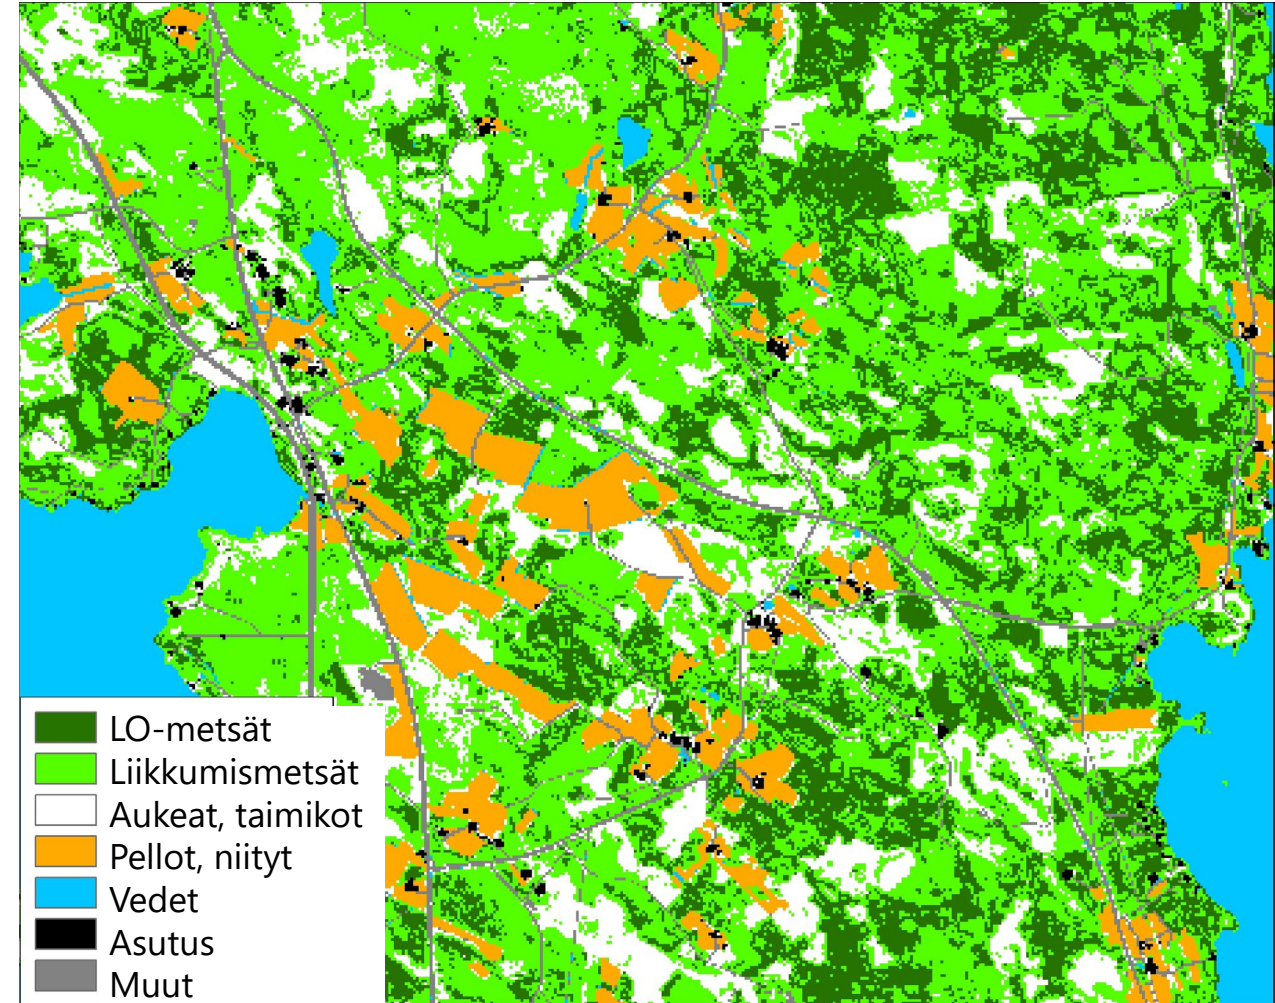 LO-metsät
Liikkumismetsät
Aukeat, taimikot
Pellot, niityt
Vedet
Asutus
Muut